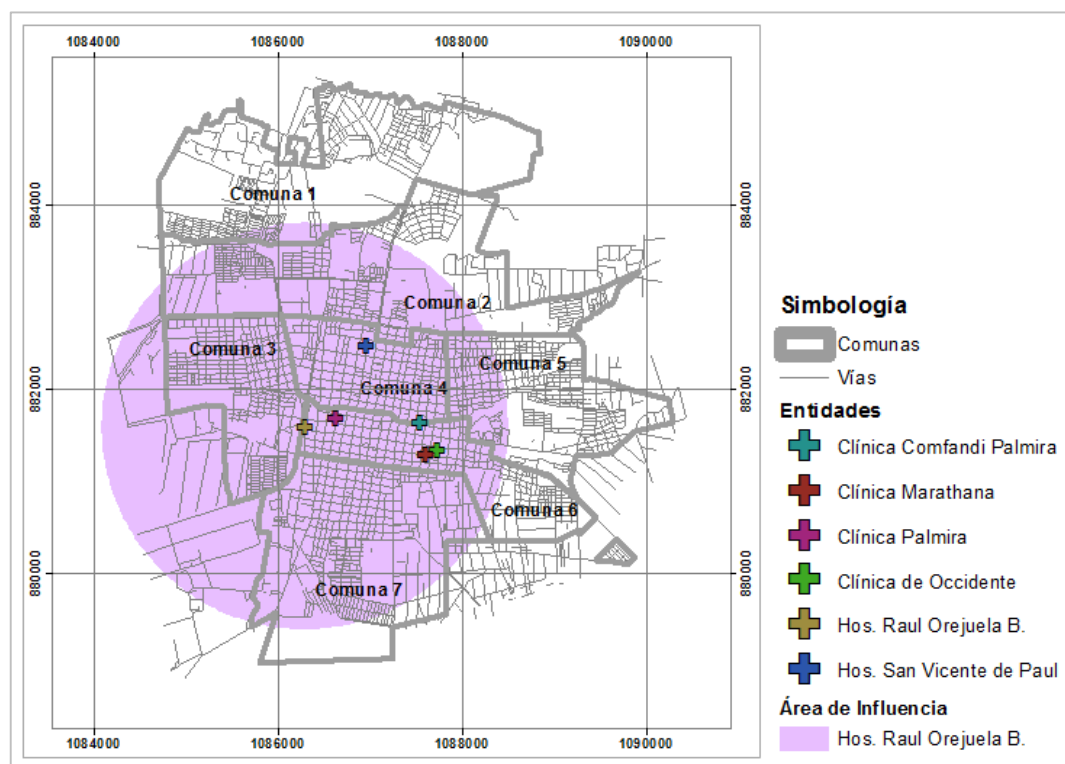 1084000 1086000 1088000 1090000
884000 884000
882000 882000
880000 880000
Comuna 1
Comuna 2
Comuna 3
Comuna 4
Comuna 5
Comuna 6
Comuna 7
1084000 1086000 1088000 1090000
Simbología
Comunas
Vías
Entidades
Clínica Comfandi Palmira
Clínica Marathana
Clínica Palmira
Clínica de Occidente
Hos. Raul Orejuela B.
Hos. San Vicente de Paul
Área de Influencia
Hos. Raul Orejuela B.